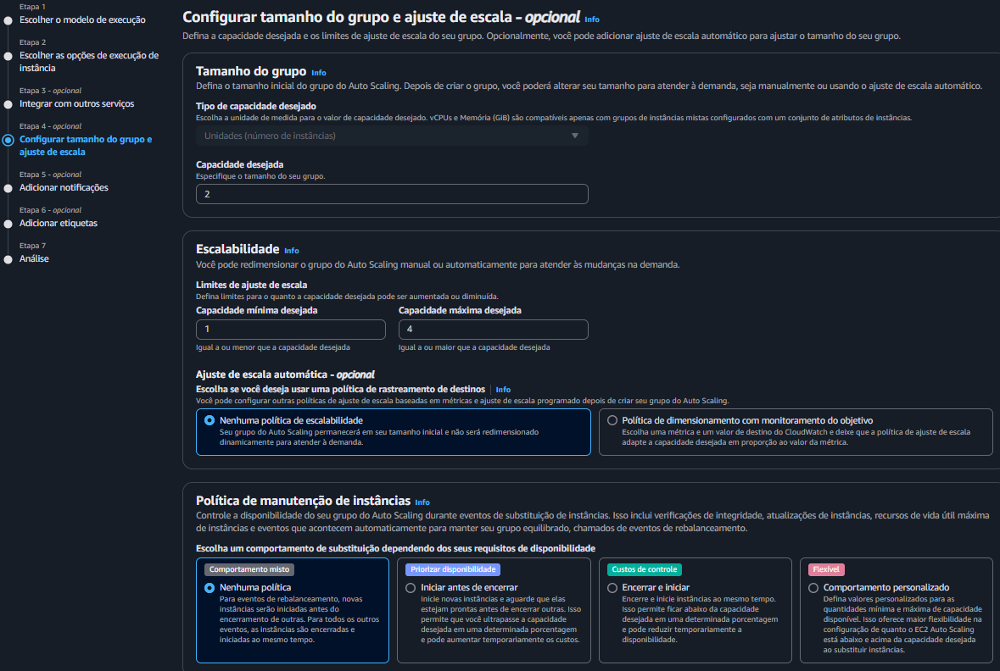 Etapa 1
Escolher o modelo de execução
Etapa 2
Escolher as opções de execução de
instância
Etapa 3 - opcional
Integrar com outros serviços
Etapa 4 - opcional
Configurar tamanho do grupo e
ajuste de escala
Etapa 5 - opcional
Adicionar notificações
Etapa 6 - opcional
Adicionar etiquetas
Etapa 7
Análise
Configurar tamanho do grupo e ajuste de escala - opcional Info
Defina a capacidade desejada e os limites de ajuste de escala do seu grupo. Opcionalmente, você pode adicionar ajuste de escala automático para ajustar o tamanho do seu grupo.
Tamanho do grupo Info
Defina o tamanho inicial do grupo do Auto Scaling. Depois de criar o grupo, você poderá alterar seu tamanho para atender à demanda, seja manualmente ou usando o ajuste de escala automático.
Tipo de capacidade desejado
Escolha a unidade de medida para o valor de capacidade desejado. vCPUs e Memória (GiB) são compatíveis apenas com grupos de instâncias mistas configurados com um conjunto de atributos de instâncias.
Unidades (número de instâncias)
Capacidade desejada
Especifique o tamanho do seu grupo.
2
Escalabilidade Info
Você pode redimensionar o grupo do Auto Scaling manual ou automaticamente para atender às mudanças na demanda.
Limites de ajuste de escala
Defina limites para o quanto a capacidade desejada pode ser aumentada ou diminuída.
Capacidade mínima desejada
1
Igual a ou menor que a capacidade desejada
Capacidade máxima desejada
4
Igual a ou maior que a capacidade desejada
Ajuste de escala automática - opcional
Escolha se você deseja usar uma política de rastreamento de destinos Info
Você pode configurar outras políticas de ajuste de escala baseadas em métricas e ajuste de escala programado depois de criar seu grupo do Auto Scaling.
Nenhuma política de escalabilidade
Seu grupo do Auto Scaling permanecerá em seu tamanho inicial e não será redimensionado
dinamicamente para atender à demanda.
Política de dimensionamento com monitoramento do objetivo
Escolha uma métrica e um valor de destino do CloudWatch e deixe que a política de ajuste de escala
adapte a capacidade desejada em proporção ao valor da métrica.
Política de manutenção de instâncias Info
Controle a disponibilidade do seu grupo do Auto Scaling durante eventos de substituição de instâncias. Isso inclui verificações de integridade, atualizações de instâncias, recursos de vida útil máxima
de instâncias e eventos que acontecem automaticamente para manter seu grupo equilibrado, chamados de eventos de rebalanceamento.
Escolha um comportamento de substituição dependendo dos seus requisitos de disponibilidade
Comportamento misto
Nenhuma política
Para eventos de rebalanceamento, novas
instâncias serão iniciadas antes do
encerramento de outras. Para todos os outros
eventos, as instâncias são encerradas e
iniciadas ao mesmo tempo.
Priorizar disponibilidade
Iniciar antes de encerrar
Inicie novas instâncias e aguarde que elas
estejam prontas antes de encerrar outras. Isso
permite que você ultrapasse a capacidade
desejada em uma determinada porcentagem
e pode aumentar temporariamente os custos.
Custos de controle
Encerrar e iniciar
Encerre e inicie instâncias ao mesmo tempo.
Isso permite ficar abaixo da capacidade
desejada em uma determinada porcentagem
e pode reduzir temporariamente a
disponibilidade.
Flexível
Comportamento personalizado
Defina valores personalizados para as
quantidades mínima e máxima de capacidade
disponível. Isso oferece maior flexibilidade na
configuração de quanto o EC2 Auto Scaling
está abaixo e acima da capacidade desejada
ao substituir instâncias.